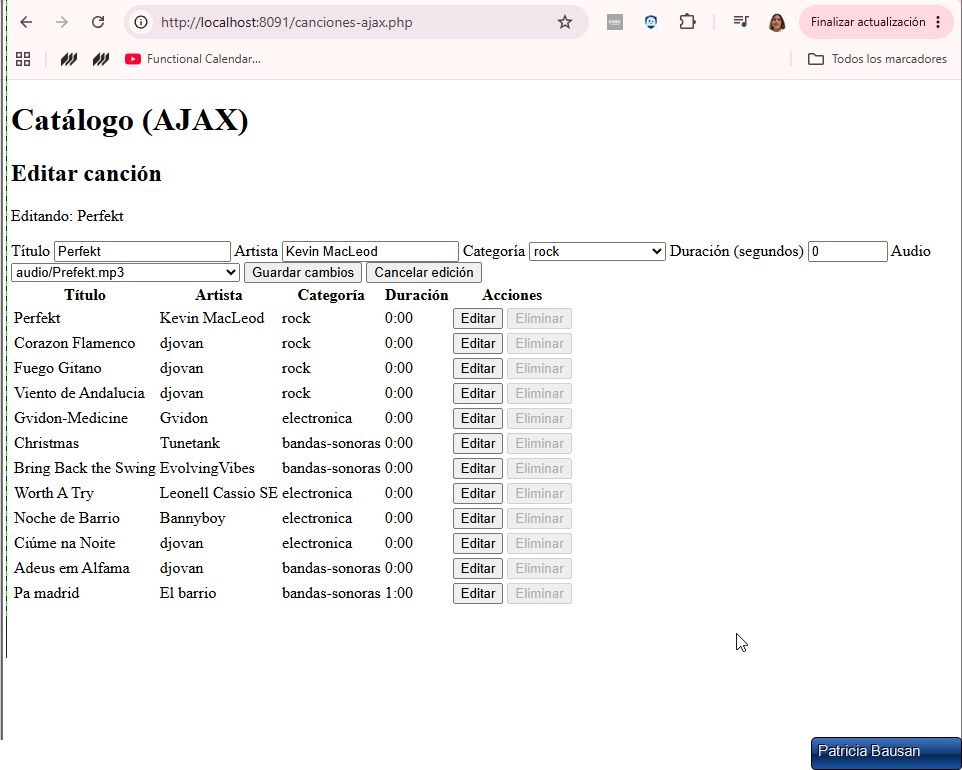 http://localhost:8091/canciones-ajax.php
Finalizar actualización
Functional Calendar...
Todos los marcadores
Catálogo (AJAX)
Editar canción
Editando: Perfekt
Título Perfekt Artista Kevin MacLeod Categoría rock Duración (segundos) 0 Audio
audio/Prefekt.mp3 Guardar cambios Cancelar edición
Título Artista Categoría Duración Acciones
Perfekt Kevin MacLeod rock 0:00 Editar Eliminar
Corazon Flamenco djovan rock 0:00 Editar Eliminar
Fuego Gitano djovan rock 0:00 Editar Eliminar
Viento de Andalucia djovan rock 0:00 Editar Eliminar
Gvidon-Medicine Gvidon electronica 0:00 Editar Eliminar
Christmas Tunetank bandas-sonoras 0:00 Editar Eliminar
Bring Back the Swing EvolvingVibes bandas-sonoras 0:00 Editar Eliminar
Worth A Try Leonell Cassio SE electronica 0:00 Editar Eliminar
Noche de Barrio Bannyboy electronica 0:00 Editar Eliminar
Ciúme na Noite djovan electronica 0:00 Editar Eliminar
Adeus em Alfama djovan bandas-sonoras 0:00 Editar Eliminar
Pa madrid El barrio bandas-sonoras 1:00 Editar Eliminar
Patricia Bausan